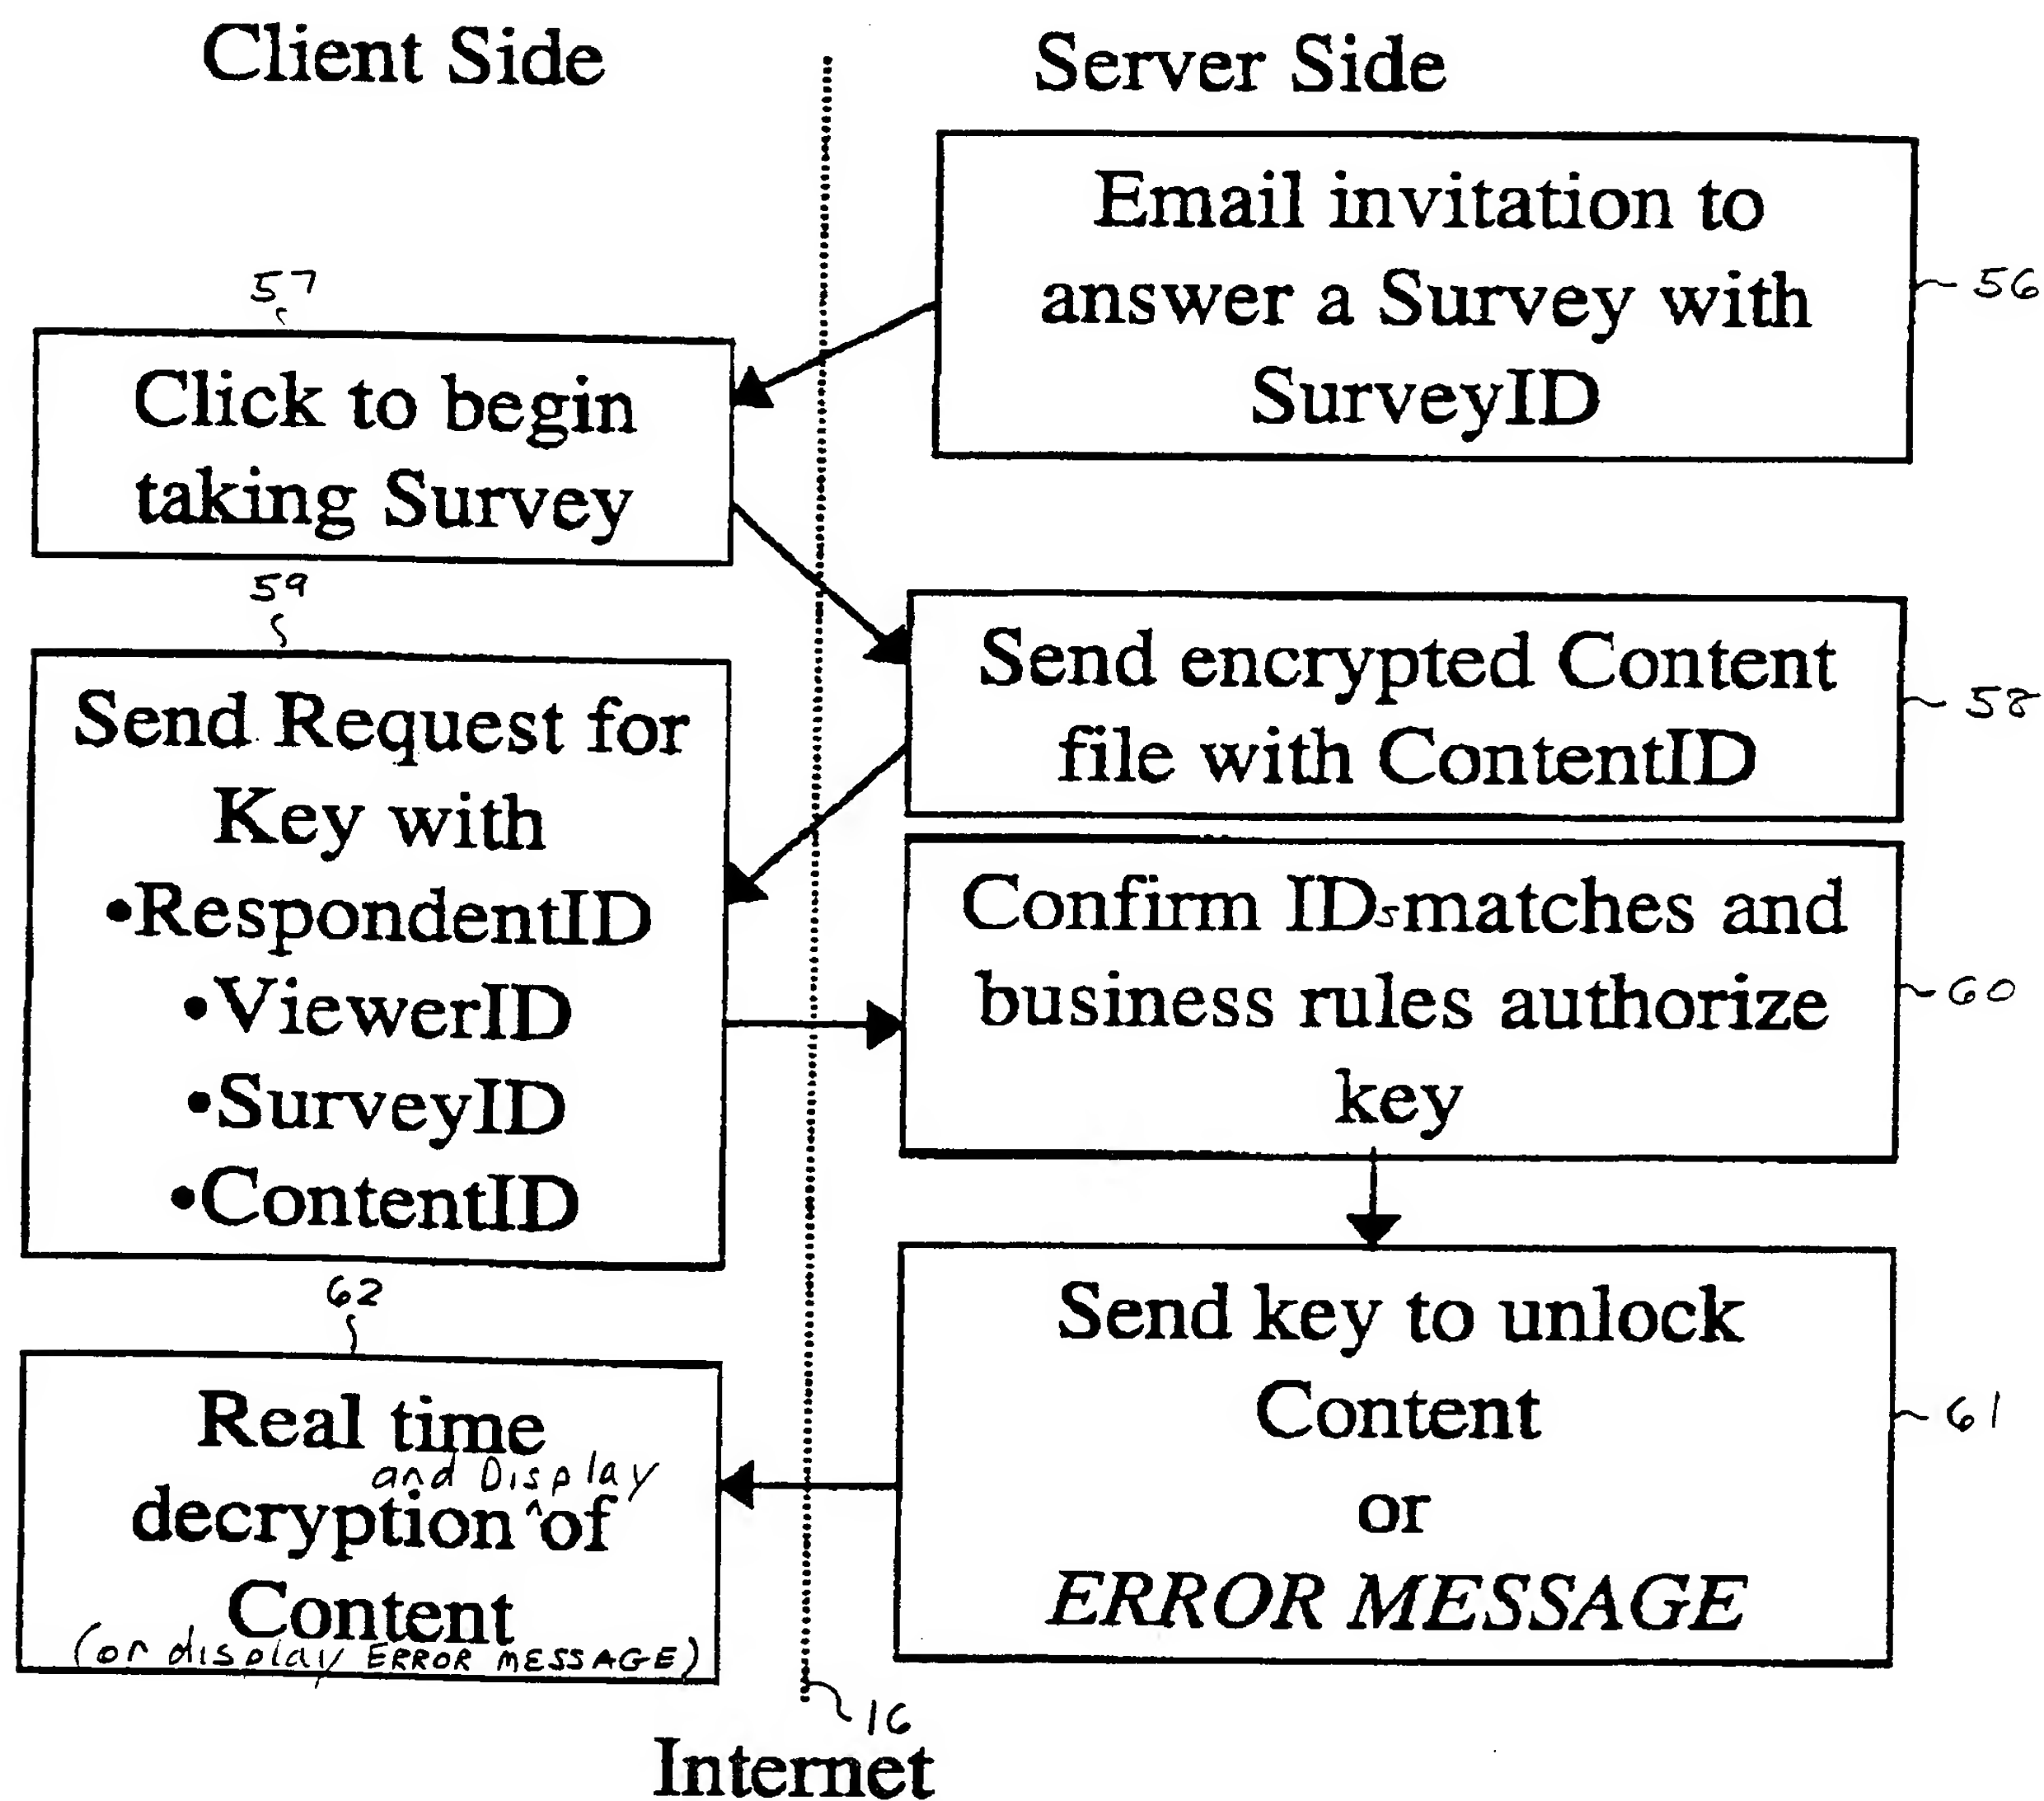 Client Side
Server Side
Email invitation to
answer a Survey with
SurveyID
56
57
Click to begin
taking Survey
58
Send encrypted Content
file with ContentID
59
Send Request for
Key with
•RespondentID
•ViewerID
•SurveyID
•ContentID
60
Confirm IDs matches and
business rules authorize
key
61
Send key to unlock
Content
or
ERROR MESSAGE
62
Real time
and Display
decryption ^ of
Content
(or display ERROR MESSAGE)
16
Internet